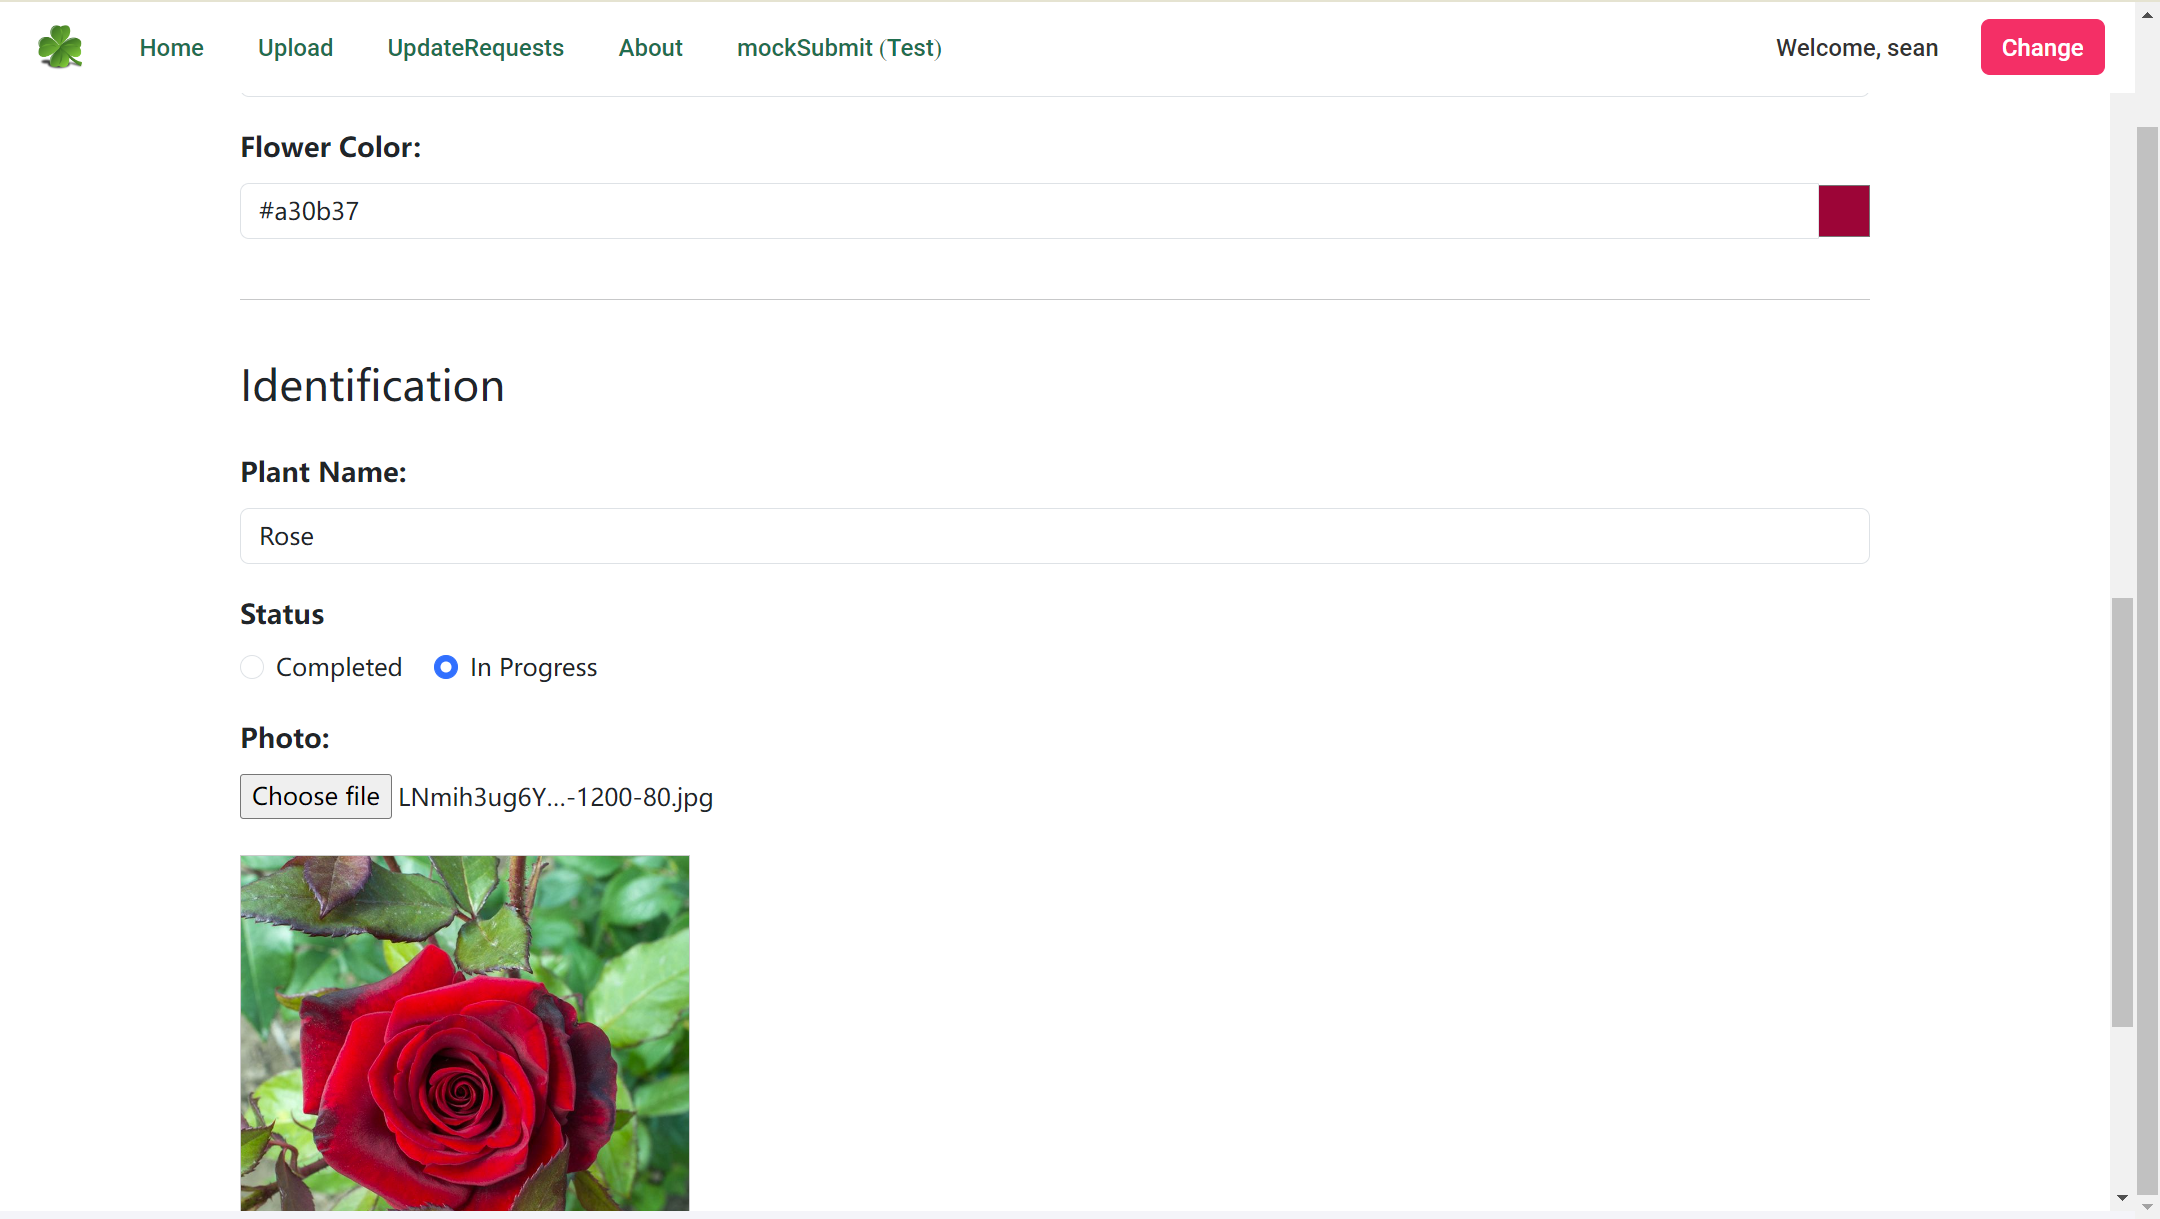 Home Upload UpdateRequests About mockSubmit (Test) Welcome, sean Change
Flower Color:
#a30b37
Identification
Plant Name:
Rose
Status
Completed In Progress
Photo:
Choose file LNmih3ug6Y...-1200-80.jpg